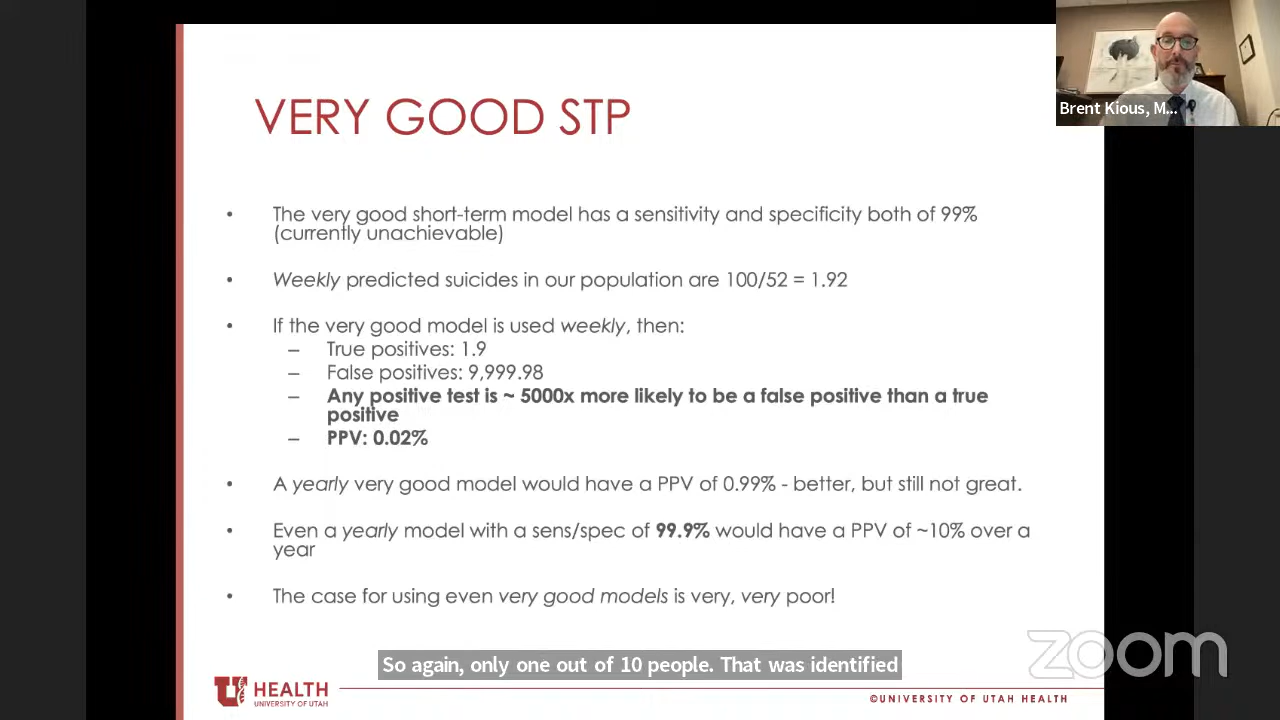 VERY GOOD STP
Brent Kious, M...
• The very good short-term model has a sensitivity and specificity both of 99%
(currently unachievable)
• Weekly predicted suicides in our population are 100/52 = 1.92
• If the very good model is used weekly, then:
– True positives: 1.9
– False positives: 9,999.98
– Any positive test is ~ 5000x more likely to be a false positive than a true
positive
– PPV: 0.02%
• A yearly very good model would have a PPV of 0.99% - better, but still not great.
• Even a yearly model with a sens/spec of 99.9% would have a PPV of ~10% over a
year
• The case for using even very good models is very, very poor!
So again, only one out of 10 people. That was identified
zoom
U HEALTH
UNIVERSITY OF UTAH
©UNIVERSITY OF UTAH HEALTH